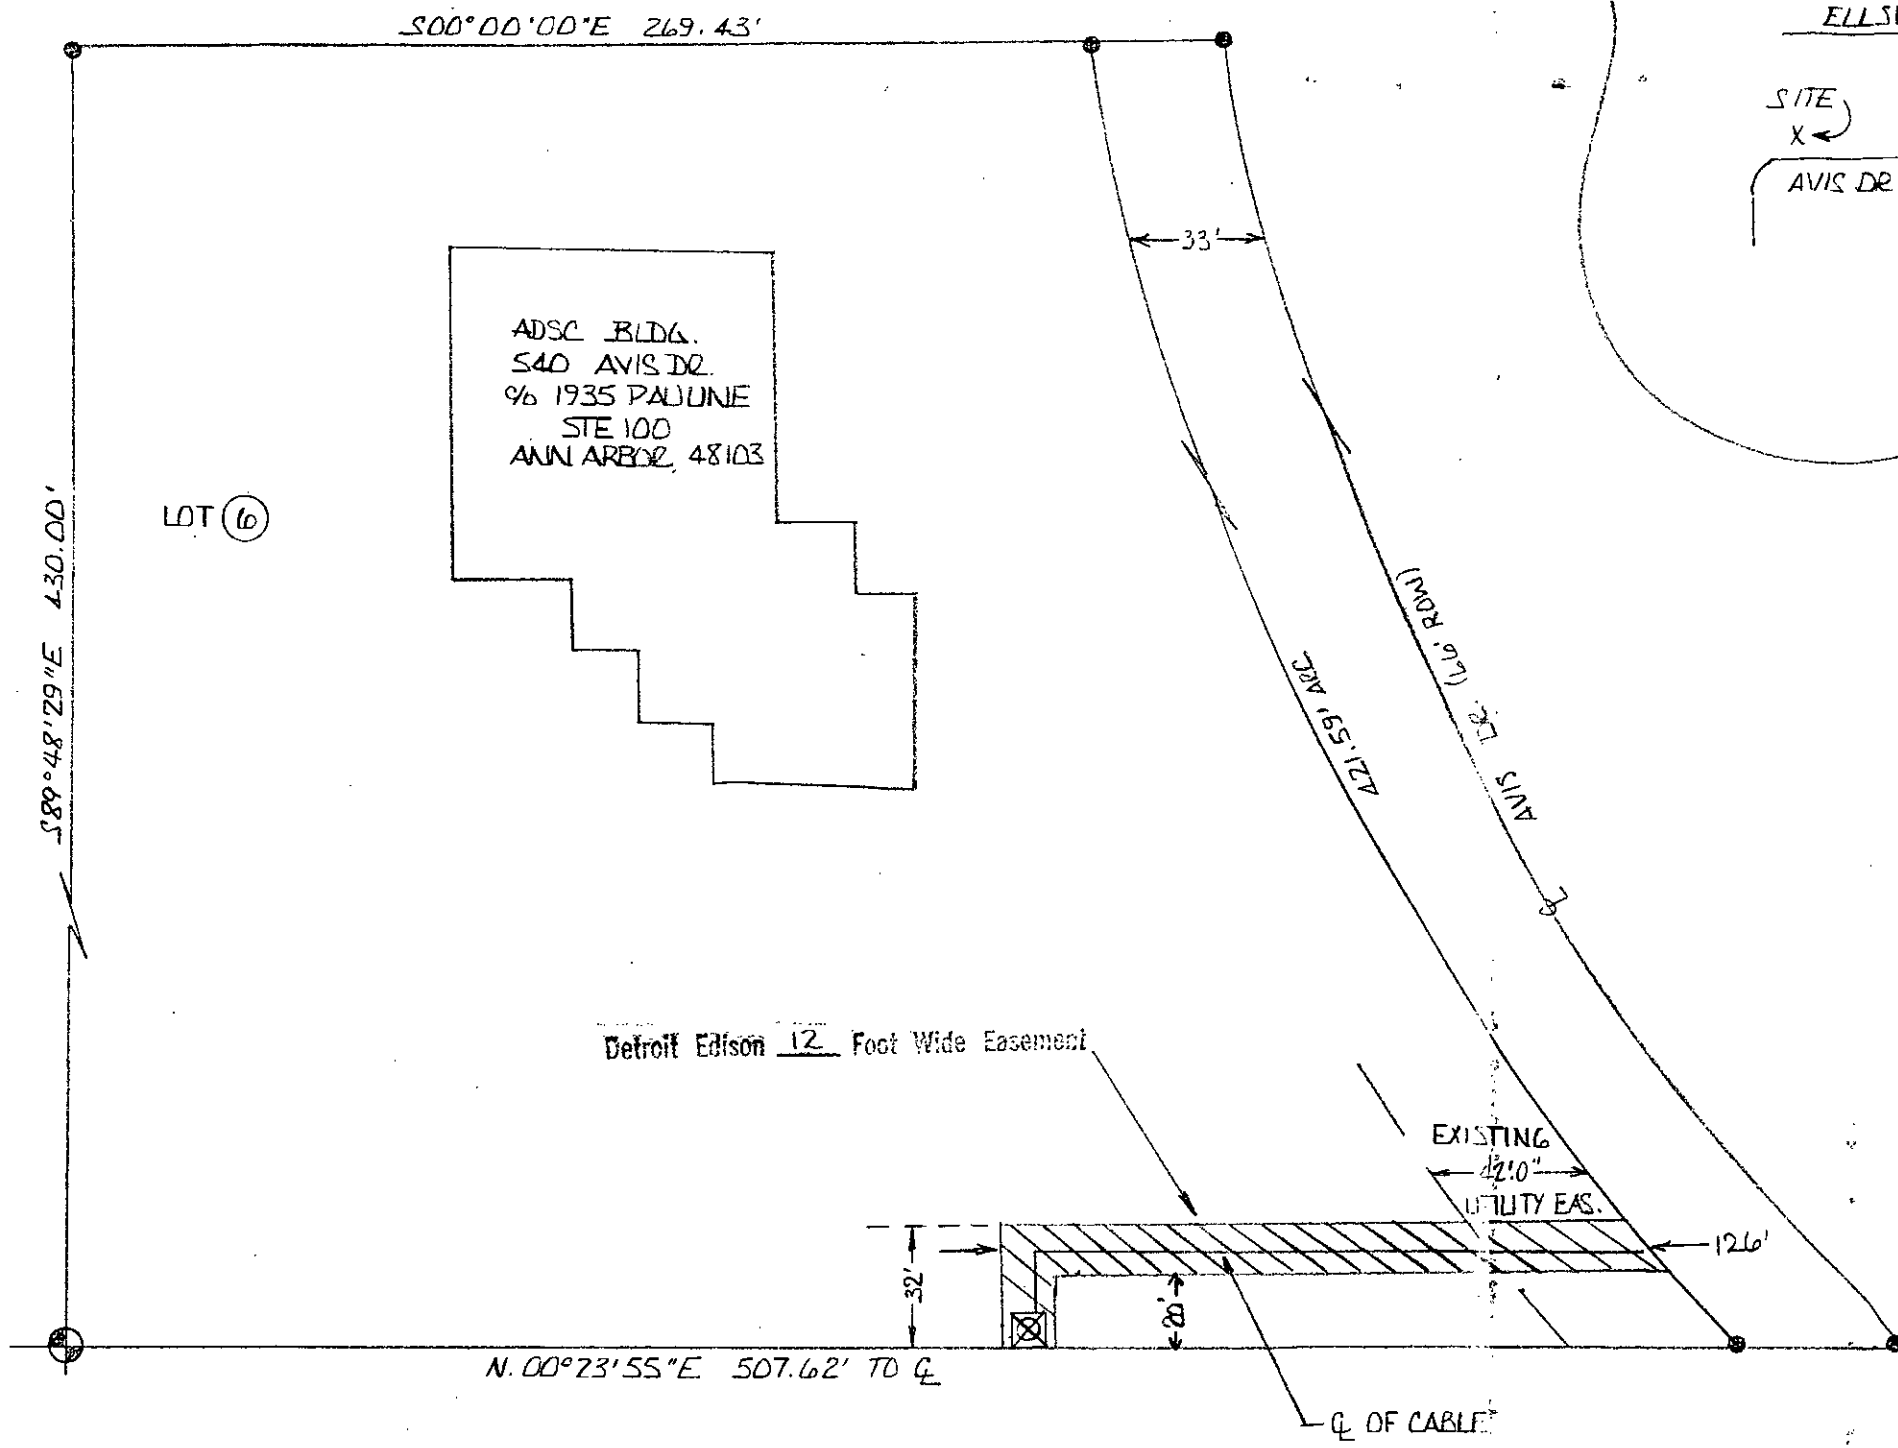 S00°00'00"E 269.43'
SITE
X
AVIS DR
33'
ADSC BLDG.
540 AVIS DR.
c/o 1935 PAULINE
STE 100
ANN ARBOR, 48103
LOT 6
S89°48'29"E 430.00'
AVIS DR. (66' ROW)
421.59' ARC
℄
Detroit Edison 12 Foot Wide Easement
EXISTING
12'0"
UTILITY EAS.
126'
32'
20'
N.00°23'55"E 507.62' TO ℄
℄ OF CABLE